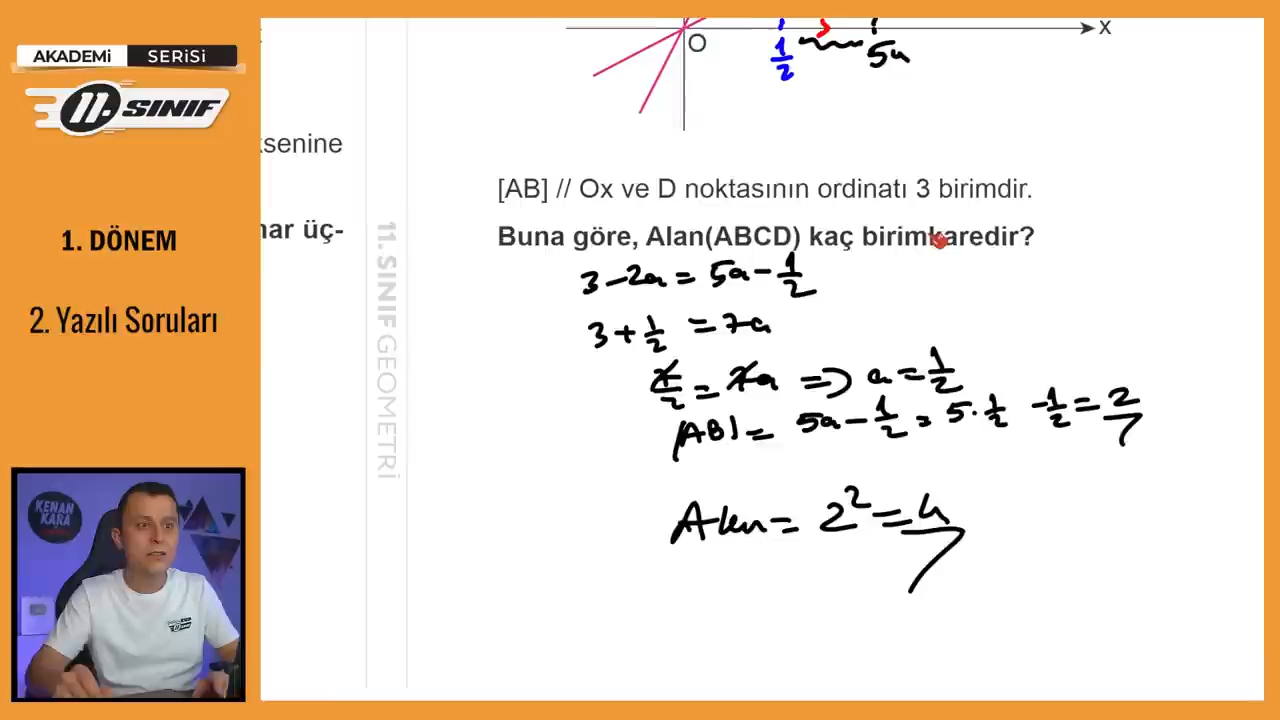 AKADEMİ SERİSİ
11. SINIF
1. DÖNEM
2. Yazılı Soruları
KENAN KARA
11. SINIF
ksenine
nar üç-
11. SINIF GEOMETRİ
O
x
1/2
5a
[AB] // Ox ve D noktasının ordinatı 3 birimdir.
Buna göre, Alan(ABCD) kaç birimkaredir?
3 - 2a = 5a - 1/2
3 + 1/2 = 7a
7/2 = 7a => a = 1/2
|AB| = 5a - 1/2 = 5 · 1/2 - 1/2 = 2
Alan = 2² = 4